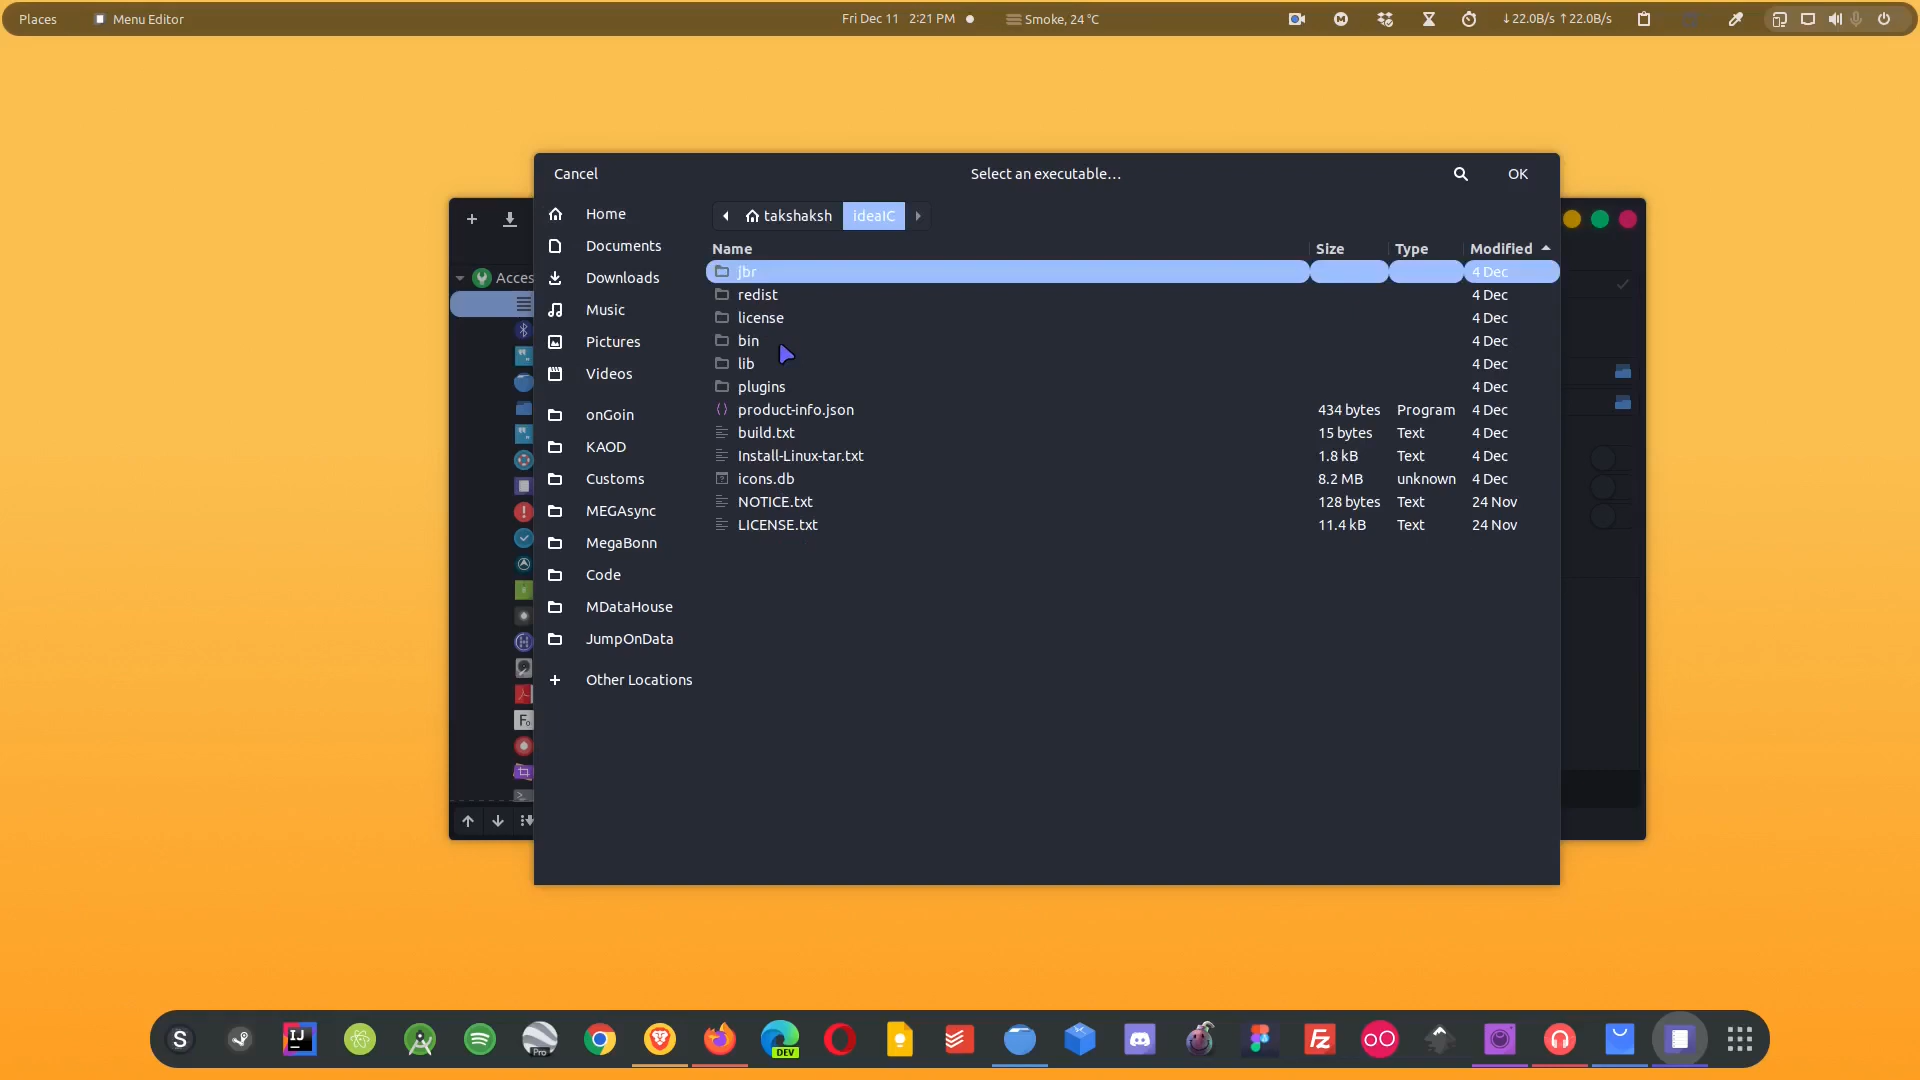 Places
Menu Editor
Fri Dec 11 2:21 PM
Smoke, 24 °C
↓22.0B/s ↑22.0B/s
Cancel
Select an executable...
OK
takshaksh
ideaIC
Home
Documents
Downloads
Music
Pictures
Videos
onGoin
KAOD
Customs
MEGAsync
MegaBonn
Code
MDataHouse
JumpOnData
Other Locations
Name Size Type Modified
jbr 4 Dec
redist 4 Dec
license 4 Dec
bin 4 Dec
lib 4 Dec
plugins 4 Dec
product-info.json 434 bytes Program 4 Dec
build.txt 15 bytes Text 4 Dec
Install-Linux-tar.txt 1.8 kB Text 4 Dec
icons.db 8.2 MB unknown 4 Dec
NOTICE.txt 128 bytes Text 24 Nov
LICENSE.txt 11.4 kB Text 24 Nov
Acces
Fo
S
IJ
Pro
DEV
Fz